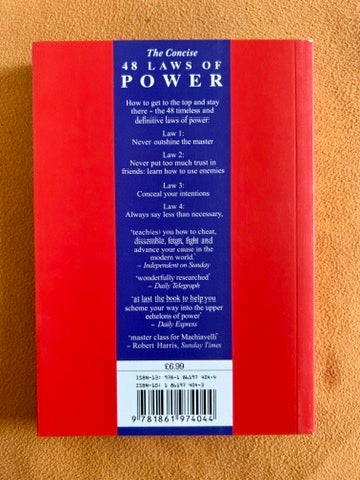 The Concise
48 LAWS OF
POWER
How to get to the top and stay
there – the 48 timeless and
definitive laws of power:
Law 1:
Never outshine the master
Law 2:
Never put too much trust in
friends: learn how to use enemies
Law 3:
Conceal your intentions
Law 4:
Always say less than necessary,
'teach(es) you how to cheat,
dissemble, feign, fight and
advance your cause in the
modern world.'
– Independent on Sunday
'wonderfully researched'
– Daily Telegraph
'at last the book to help you
scheme your way into the upper
echelons of power'
– Daily Express
'master class for Machiavelli'
– Robert Harris, Sunday Times
£6.99
ISBN-13: 978-1 86197 404-4
ISBN-10: 1 86197 404-3
9 781861 974044